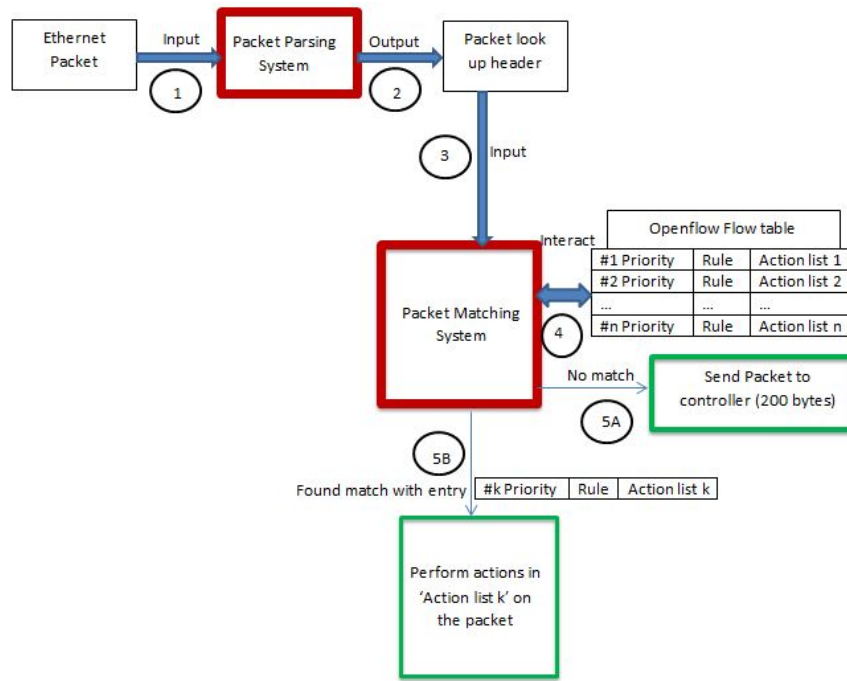 Ethernet
Packet
Input
1
Packet Parsing
System
Output
2
Packet look
up header
3
Input
Packet Matching
System
Interact
4
Openflow Flow table
#1 Priority Rule Action list 1
#2 Priority Rule Action list 2
... ... ...
#n Priority Rule Action list n
No match
5A
Send Packet to
controller (200 bytes)
5B
Found match with entry
#k Priority Rule Action list k
Perform actions in
‘Action list k’ on
the packet